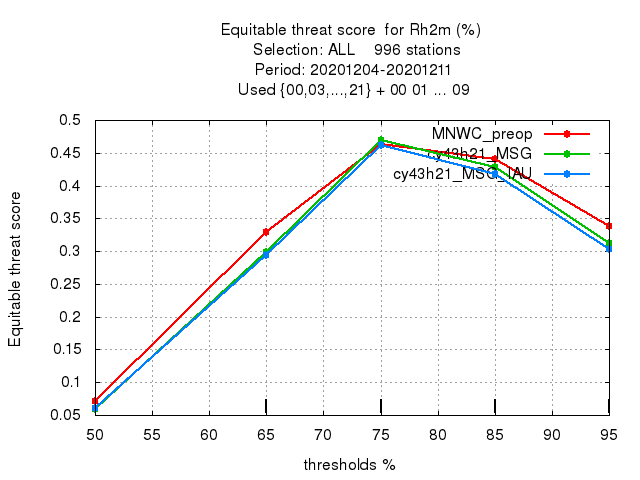 Equitable threat score  for Rh2m (%)
Selection: ALL    996 stations
Period: 20201204-20201211
Used {00,03,...,21} + 00 01 ... 09
0.5
0.45
0.4
0.35
0.3
0.25
0.2
0.15
0.1
0.05
Equitable threat score
MNWC_preop
cy43h21_MSG
cy43h21_MSG_IAU
50 55 60 65 70 75 80 85 90 95
thresholds %